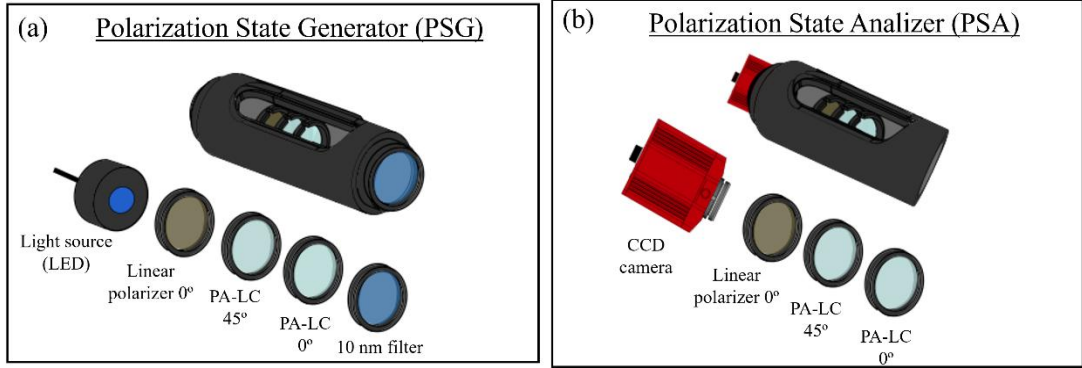 (a) Polarization State Generator (PSG)
Light source
(LED)
Linear
polarizer 0º
PA-LC
45º
PA-LC
0º
10 nm filter
(b) Polarization State Analizer (PSA)
CCD
camera
Linear
polarizer 0º
PA-LC
45º
PA-LC
0º